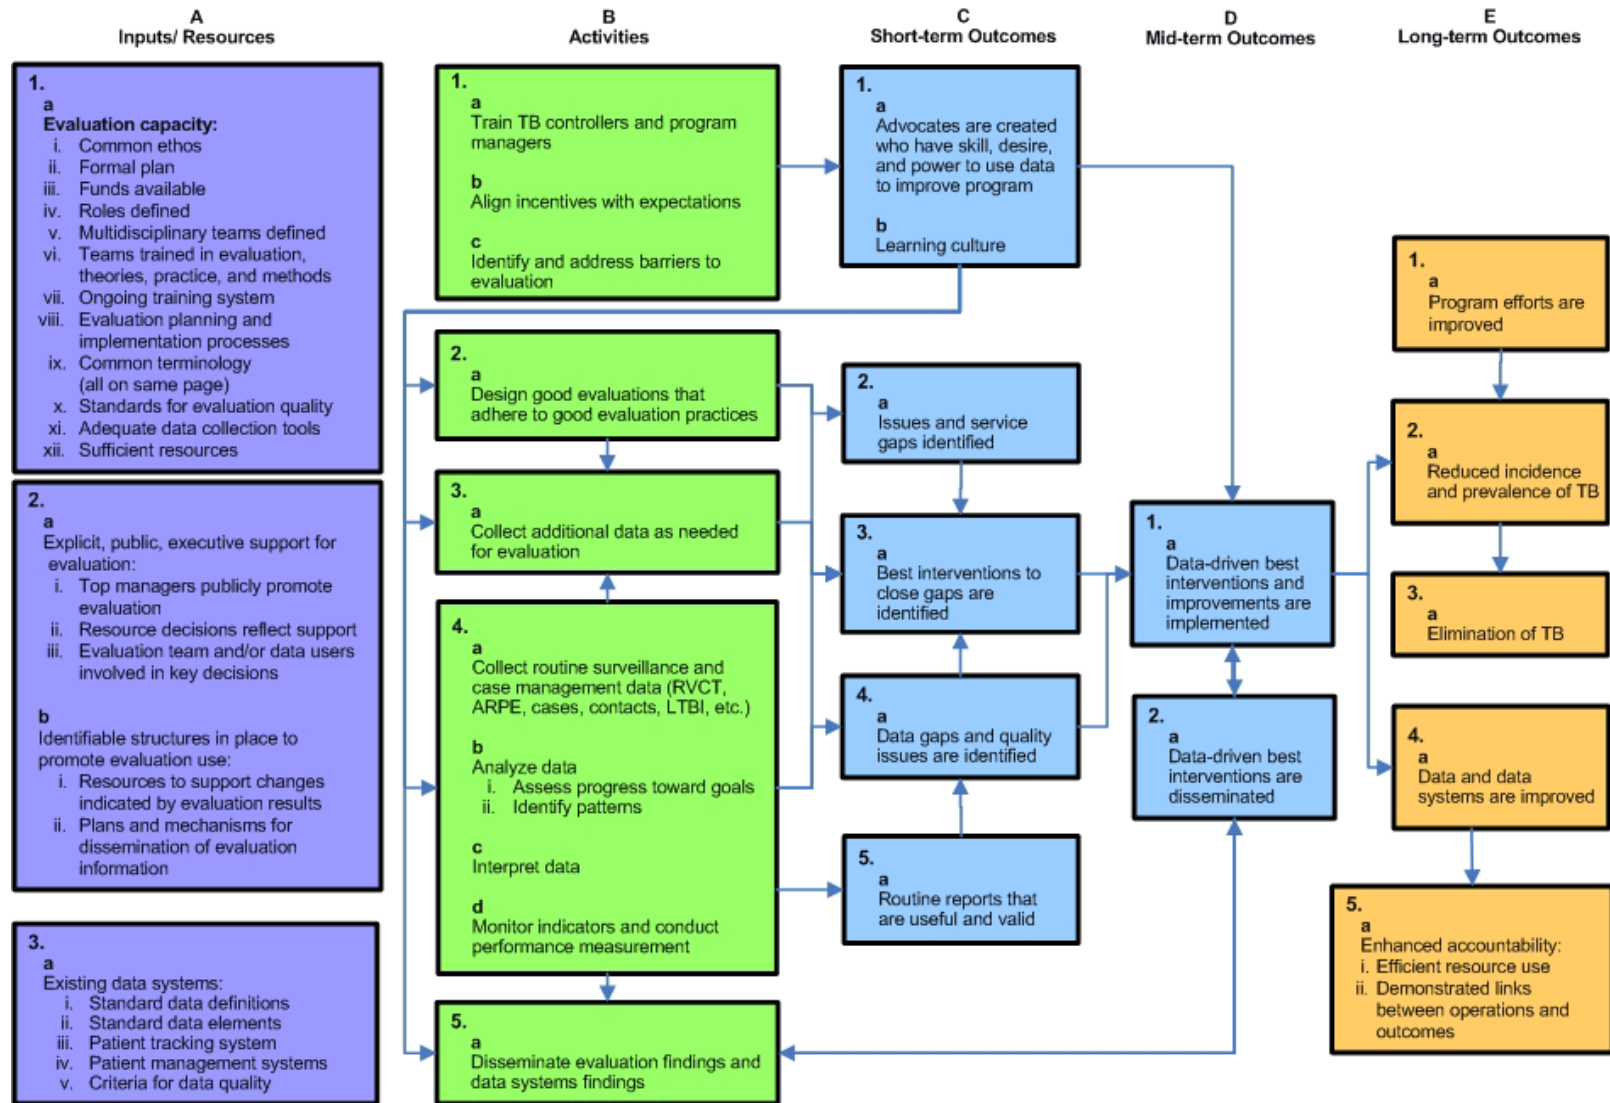 A
Inputs/ Resources
B
Activities
C
Short-term Outcomes
D
Mid-term Outcomes
E
Long-term Outcomes
1.
a
Evaluation capacity:
i. Common ethos
ii. Formal plan
iii. Funds available
iv. Roles defined
v. Multidisciplinary teams defined
vi. Teams trained in evaluation,
theories, practice, and methods
vii. Ongoing training system
viii. Evaluation planning and
implementation processes
ix. Common terminology
(all on same page)
x. Standards for evaluation quality
xi. Adequate data collection tools
xii. Sufficient resources
2.
a
Explicit, public, executive support for
evaluation:
i. Top managers publicly promote
evaluation
ii. Resource decisions reflect support
iii. Evaluation team and/or data users
involved in key decisions
b
Identifiable structures in place to
promote evaluation use:
i. Resources to support changes
indicated by evaluation results
ii. Plans and mechanisms for
dissemination of evaluation
information
3.
a
Existing data systems:
i. Standard data definitions
ii. Standard data elements
iii. Patient tracking system
iv. Patient management systems
v. Criteria for data quality
1.
a
Train TB controllers and program
managers
b
Align incentives with expectations
c
Identify and address barriers to
evaluation
2.
a
Design good evaluations that
adhere to good evaluation practices
3.
a
Collect additional data as needed
for evaluation
4.
a
Collect routine surveillance and
case management data (RVCT,
ARPE, cases, contacts, LTBI, etc.)
b
Analyze data
i. Assess progress toward goals
ii. Identify patterns
c
Interpret data
d
Monitor indicators and conduct
performance measurement
5.
a
Disseminate evaluation findings and
data systems findings
1.
a
Advocates are created
who have skill, desire,
and power to use data
to improve program
b
Learning culture
2.
a
Issues and service
gaps identified
3.
a
Best interventions to
close gaps are
identified
4.
a
Data gaps and quality
issues are identified
5.
a
Routine reports that
are useful and valid
1.
a
Data-driven best
interventions and
improvements are
implemented
2.
a
Data-driven best
interventions are
disseminated
1.
a
Program efforts are
improved
2.
a
Reduced incidence
and prevalence of TB
3.
a
Elimination of TB
4.
a
Data and data
systems are improved
5.
a
Enhanced accountability:
i. Efficient resource use
ii. Demonstrated links
between operations and
outcomes